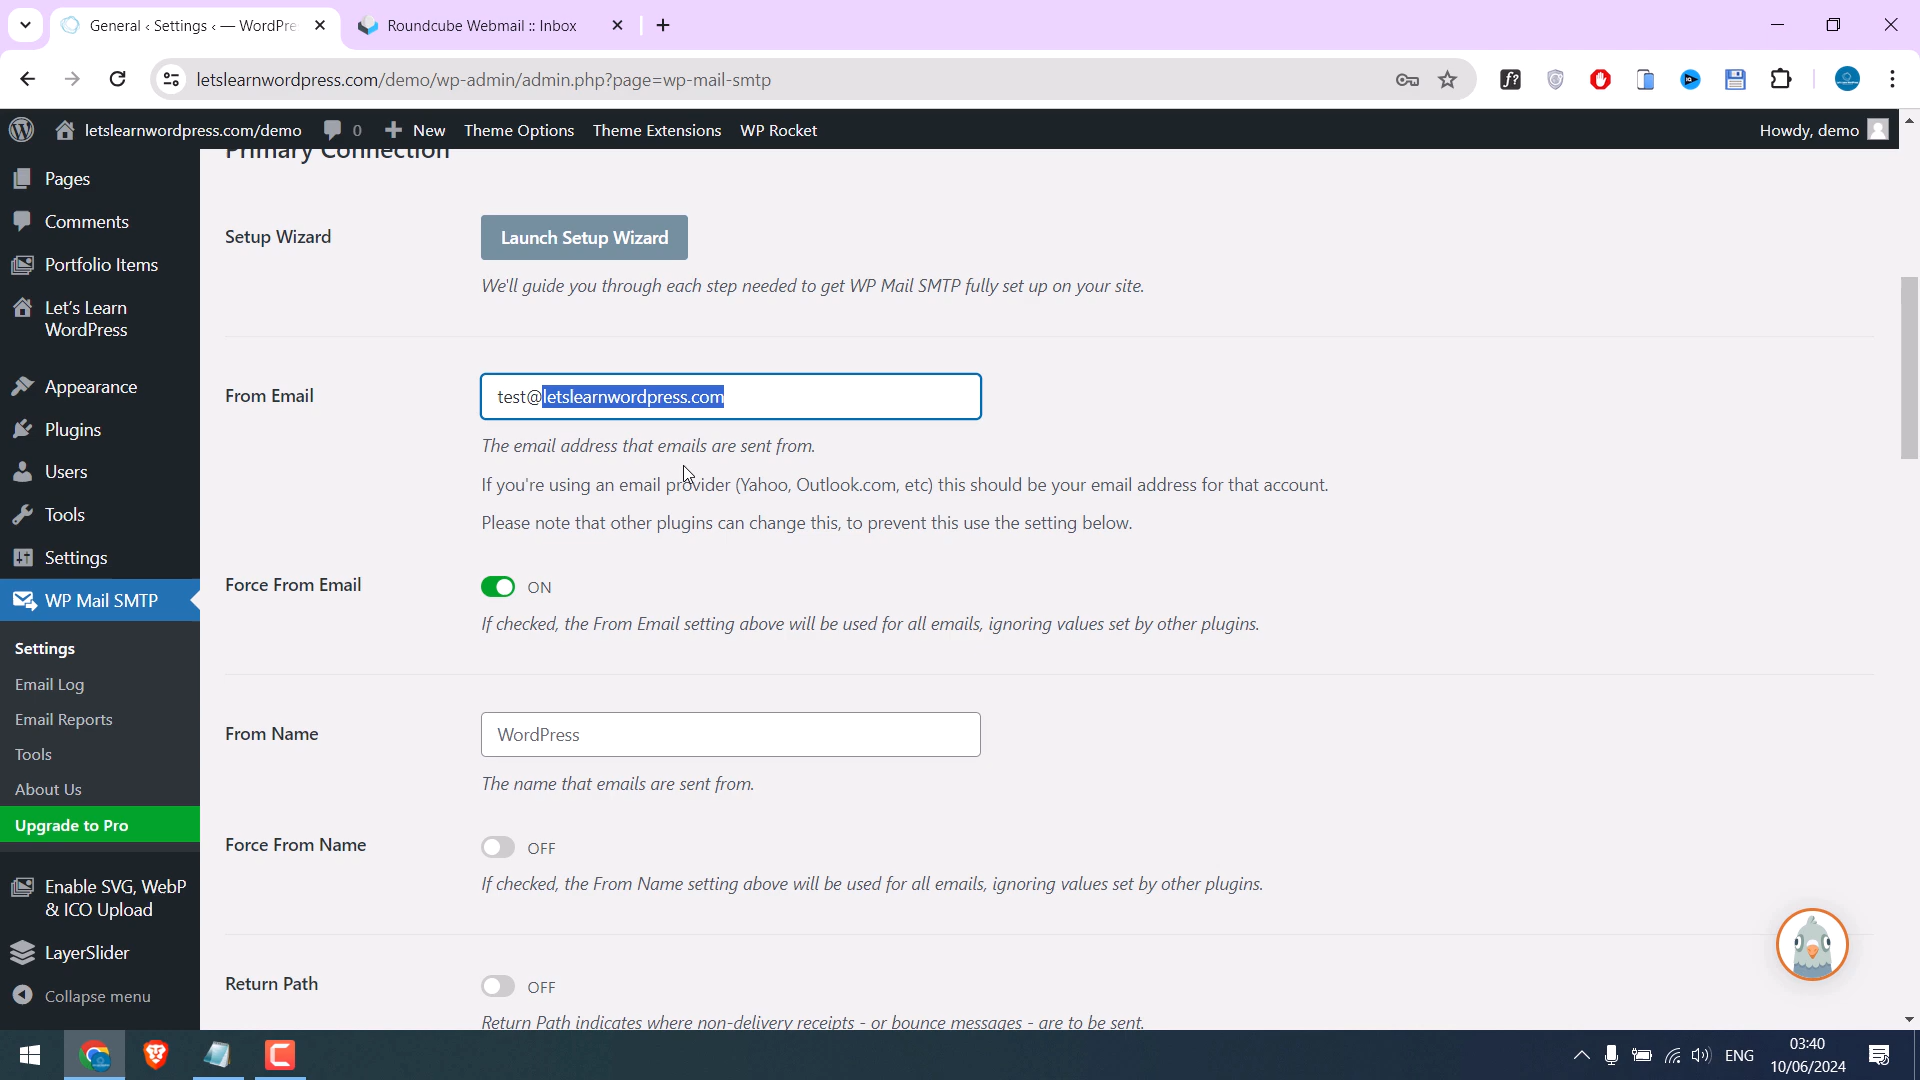 General ‹ Settings ‹ — WordPre
Roundcube Webmail :: Inbox
letslearnwordpress.com/demo/wp-admin/admin.php?page=wp-mail-smtp
letslearnwordpress.com/demo
0
New
Theme Options
Theme Extensions
WP Rocket
Howdy, demo
Pages
Comments
Portfolio Items
Let's Learn
WordPress
Appearance
Plugins
Users
Tools
Settings
WP Mail SMTP
Settings
Email Log
Email Reports
Tools
About Us
Upgrade to Pro
Enable SVG, WebP
& ICO Upload
LayerSlider
Collapse menu
Primary Connection
Setup Wizard
Launch Setup Wizard
We'll guide you through each step needed to get WP Mail SMTP fully set up on your site.
From Email
test@letslearnwordpress.com
The email address that emails are sent from.
If you're using an email provider (Yahoo, Outlook.com, etc) this should be your email address for that account.
Please note that other plugins can change this, to prevent this use the setting below.
Force From Email
ON
If checked, the From Email setting above will be used for all emails, ignoring values set by other plugins.
From Name
WordPress
The name that emails are sent from.
Force From Name
OFF
If checked, the From Name setting above will be used for all emails, ignoring values set by other plugins.
Return Path
OFF
Return Path indicates where non-delivery receipts - or bounce messages - are to be sent.
ENG
03:40
10/06/2024